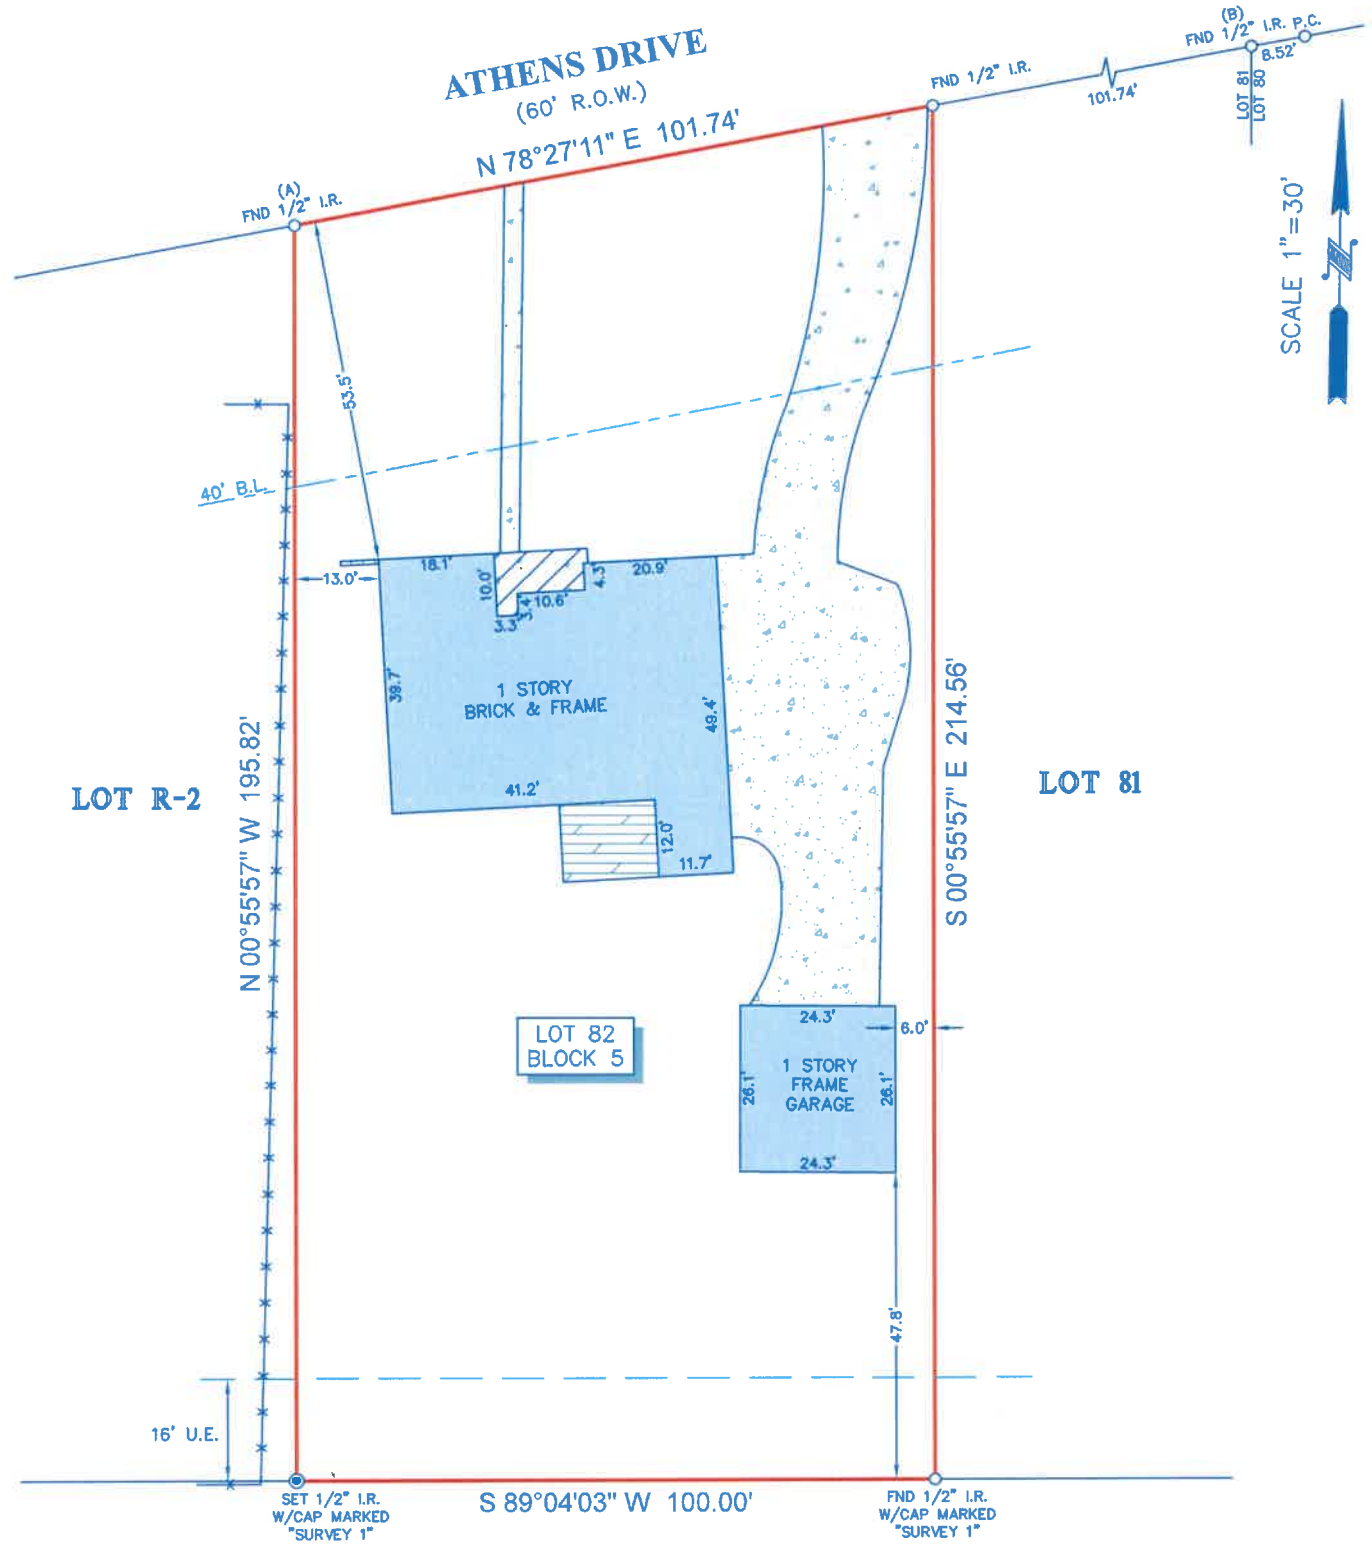 (B)
FND 1/2" I.R. P.C.
8.52'
LOT 81
LOT 80
ATHENS DRIVE
(60' R.O.W.)
FND 1/2" I.R.
101.74'
N 78°27'11" E 101.74'
(A)
FND 1/2" I.R.
SCALE 1"=30'
53.5'
40' B.L.
13.0'
18.1'
10.0'
3.3'
3.4'
10.6'
4.3'
20.9'
39.7'
1 STORY
BRICK & FRAME
49.4'
41.2'
12.0'
11.7'
LOT R-2
N 00°55'57" W 195.82'
S 00°55'57" E 214.56'
LOT 81
LOT 82
BLOCK 5
24.3'
6.0'
26.1'
1 STORY
FRAME
GARAGE
26.1'
24.3'
47.8'
16' U.E.
SET 1/2" I.R.
W/CAP MARKED
"SURVEY 1"
S 89°04'03" W 100.00'
FND 1/2" I.R.
W/CAP MARKED
"SURVEY 1"